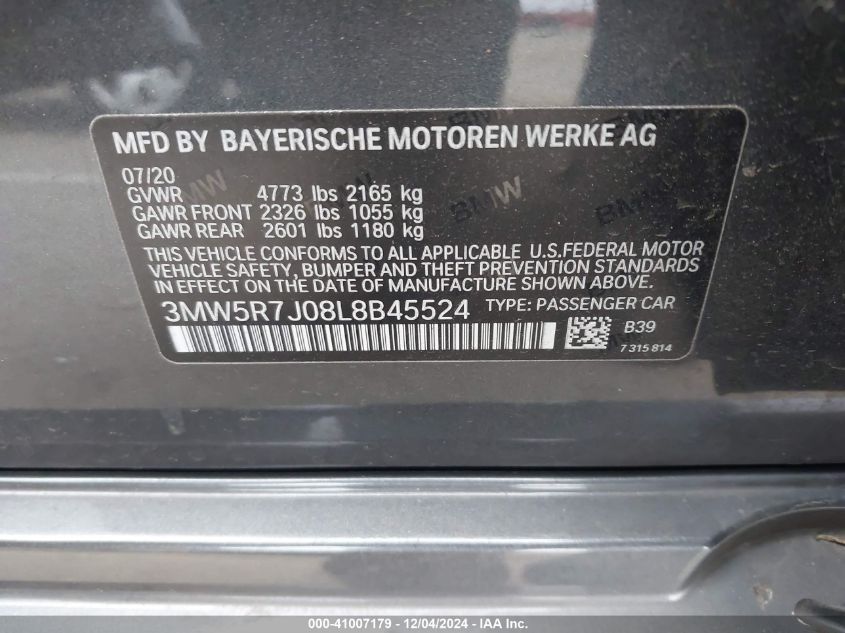 MFD BY BAYERISCHE MOTOREN WERKE AG
07/20
GVWR 4773 lbs 2165 kg
GAWR FRONT 2326 lbs 1055 kg
GAWR REAR 2601 lbs 1180 kg
THIS VEHICLE CONFORMS TO ALL APPLICABLE U.S.FEDERAL MOTOR
VEHICLE SAFETY, BUMPER AND THEFT PREVENTION STANDARDS
IN EFFECT ON THE DATE OF MANUFACTURE SHOWN ABOVE.
3MW5R7J08L8B45524 TYPE: PASSENGER CAR
B39
7 315 814
000-41007179 - 12/04/2024 - IAA Inc.